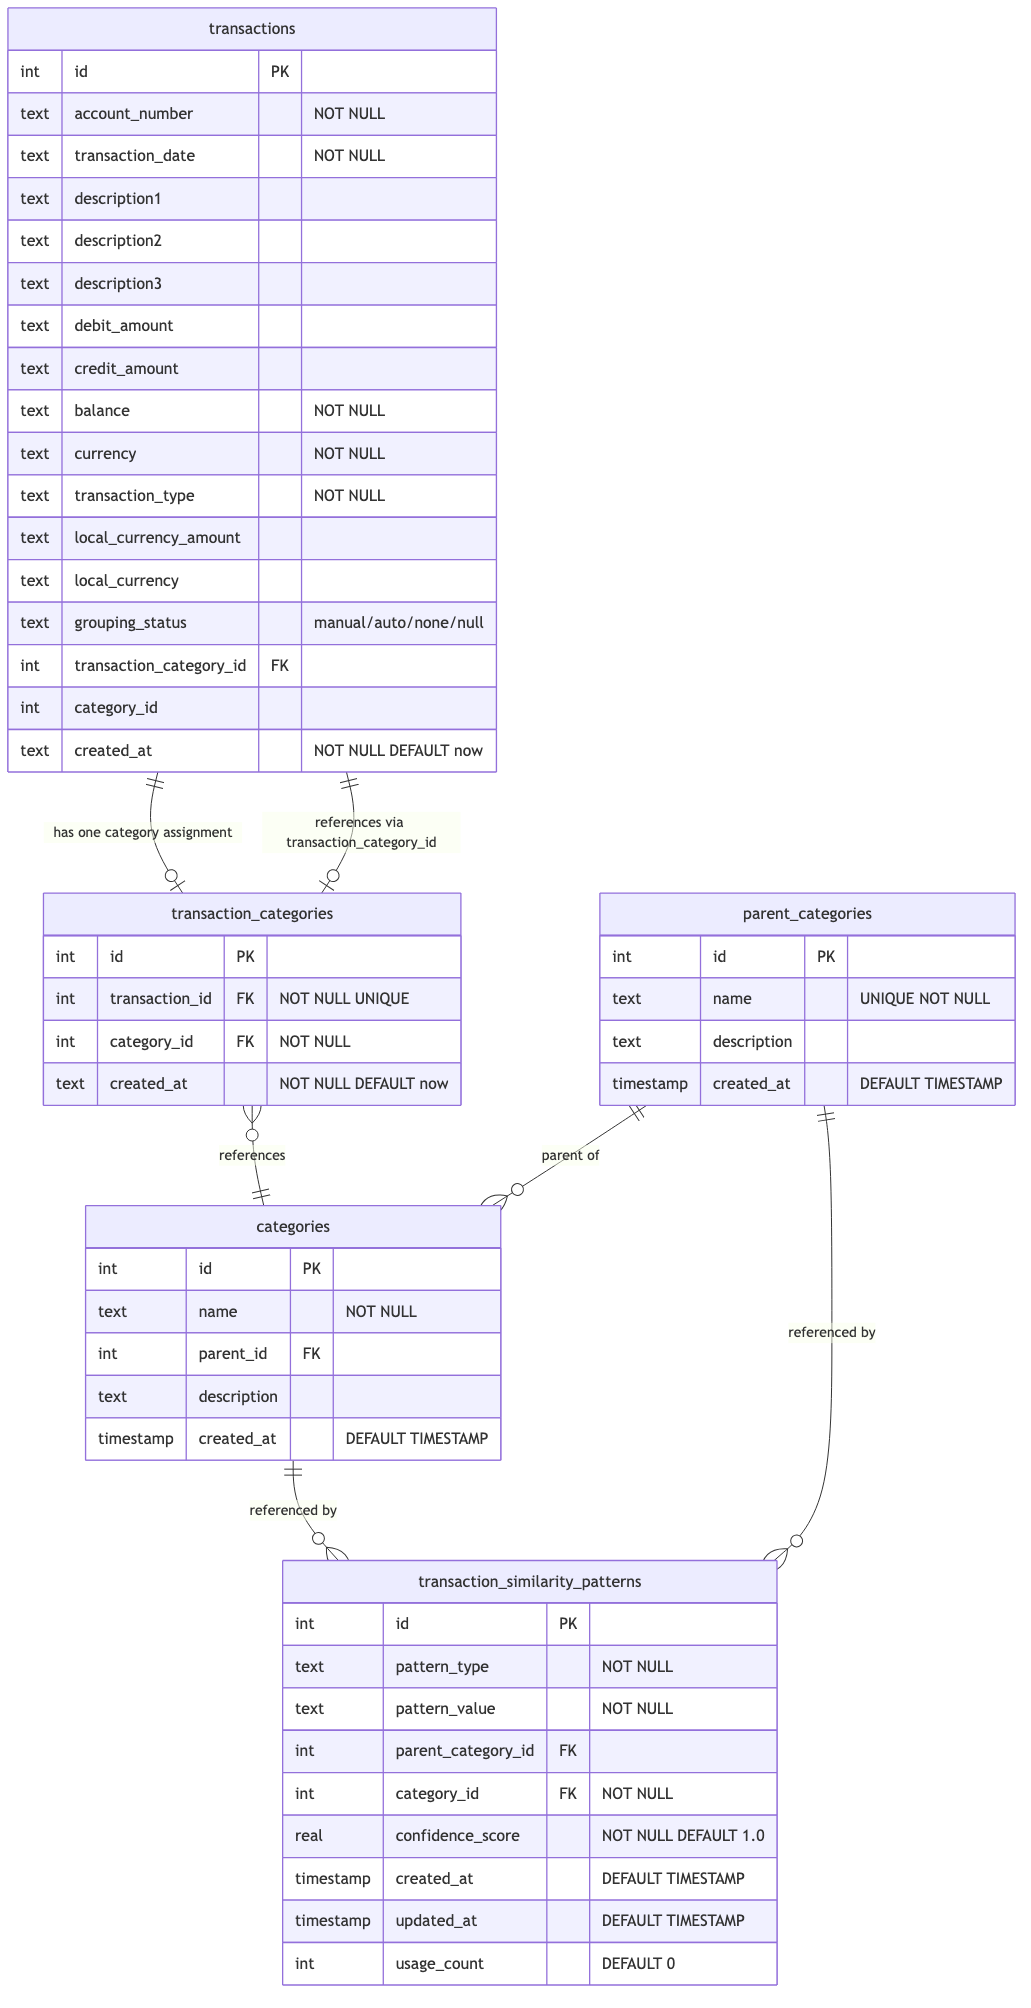 transactions
int id PK
text account_number NOT NULL
text transaction_date NOT NULL
text description1
text description2
text description3
text debit_amount
text credit_amount
text balance NOT NULL
text currency NOT NULL
text transaction_type NOT NULL
text local_currency_amount
text local_currency
text grouping_status manual/auto/none/null
int transaction_category_id FK
int category_id
text created_at NOT NULL DEFAULT now
has one category assignment
references via
transaction_category_id
transaction_categories
int id PK
int transaction_id FK NOT NULL UNIQUE
int category_id FK NOT NULL
text created_at NOT NULL DEFAULT now
parent_categories
int id PK
text name UNIQUE NOT NULL
text description
timestamp created_at DEFAULT TIMESTAMP
references
parent of
categories
int id PK
text name NOT NULL
int parent_id FK
text description
timestamp created_at DEFAULT TIMESTAMP
referenced by
referenced by
transaction_similarity_patterns
int id PK
text pattern_type NOT NULL
text pattern_value NOT NULL
int parent_category_id FK
int category_id FK NOT NULL
real confidence_score NOT NULL DEFAULT 1.0
timestamp created_at DEFAULT TIMESTAMP
timestamp updated_at DEFAULT TIMESTAMP
int usage_count DEFAULT 0